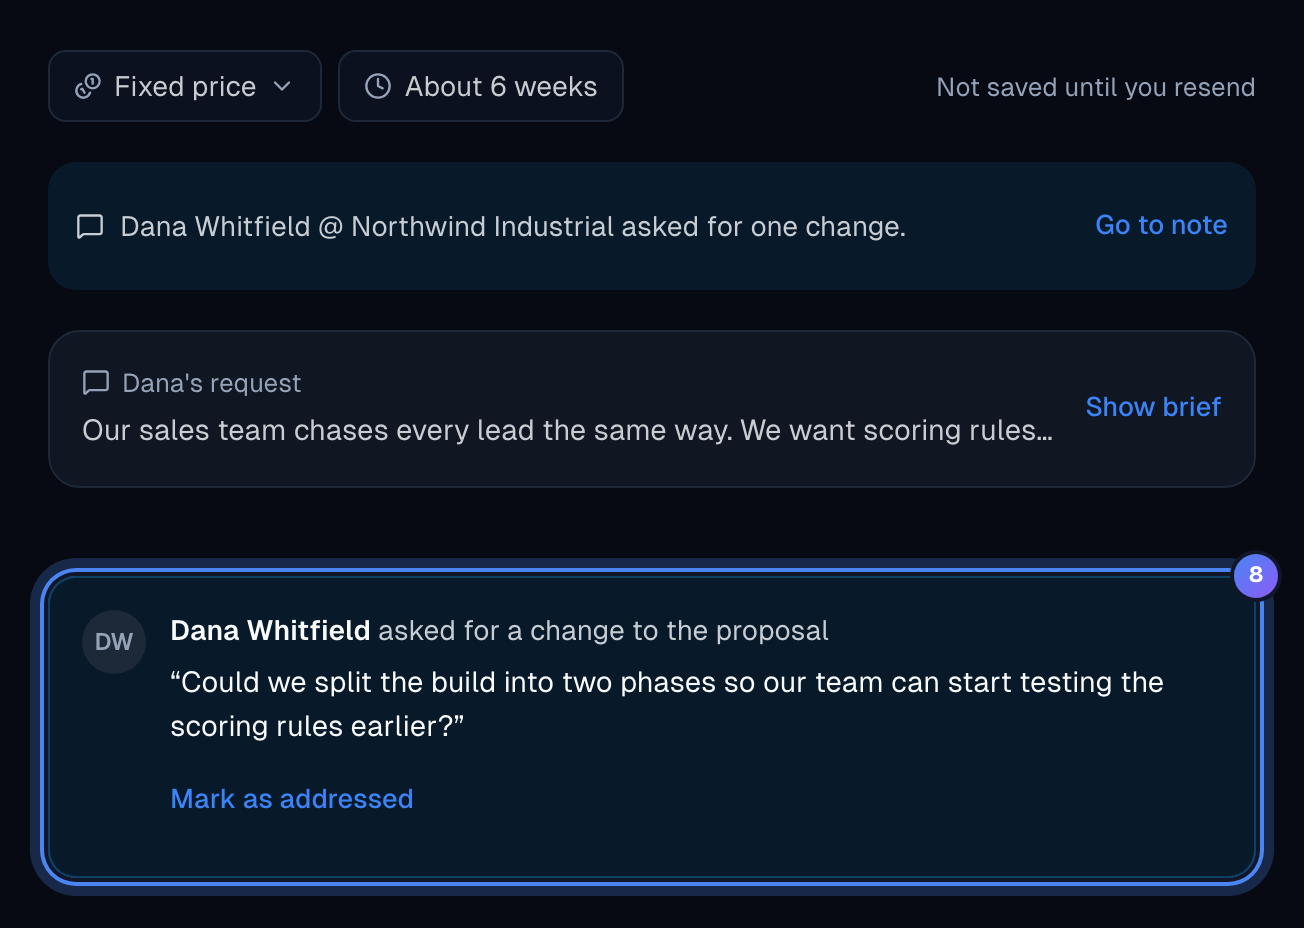 Fixed price
About 6 weeks
Not saved until you resend
Dana Whitfield @ Northwind Industrial asked for one change.
Go to note
Dana's request
Our sales team chases every lead the same way. We want scoring rules…
Show brief
8
DW
Dana Whitfield asked for a change to the proposal
“Could we split the build into two phases so our team can start testing the
scoring rules earlier?”
Mark as addressed